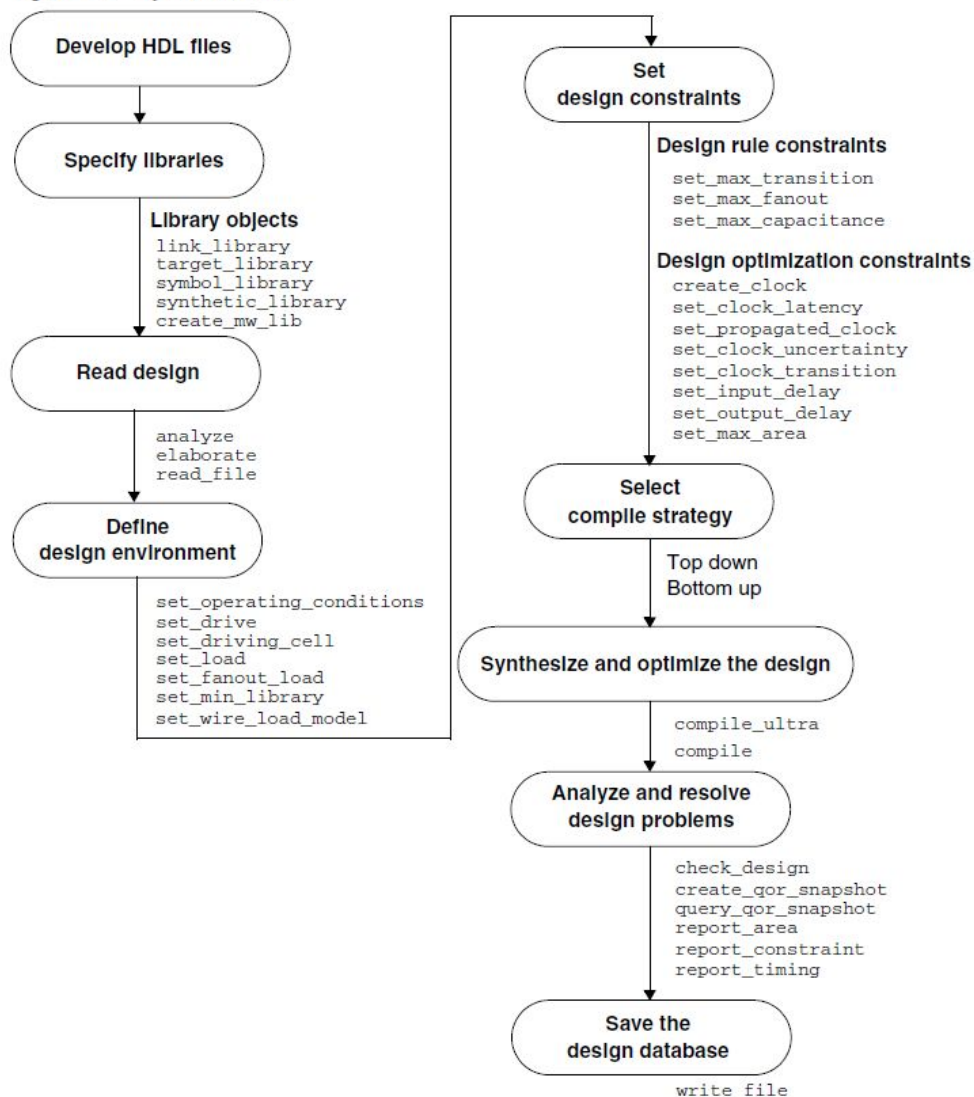 Develop HDL files
Specify libraries
Library objects
link_library
target_library
symbol_library
synthetic_library
create_mw_lib
Read design
analyze
elaborate
read_file
Define
design environment
set_operating_conditions
set_drive
set_driving_cell
set_load
set_fanout_load
set_min_library
set_wire_load_model
Set
design constraints
Design rule constraints
set_max_transition
set_max_fanout
set_max_capacitance
Design optimization constraints
create_clock
set_clock_latency
set_propagated_clock
set_clock_uncertainty
set_clock_transition
set_input_delay
set_output_delay
set_max_area
Select
compile strategy
Top down
Bottom up
Synthesize and optimize the design
compile_ultra
compile
Analyze and resolve
design problems
check_design
create_qor_snapshot
query_qor_snapshot
report_area
report_constraint
report_timing
Save the
design database
write file